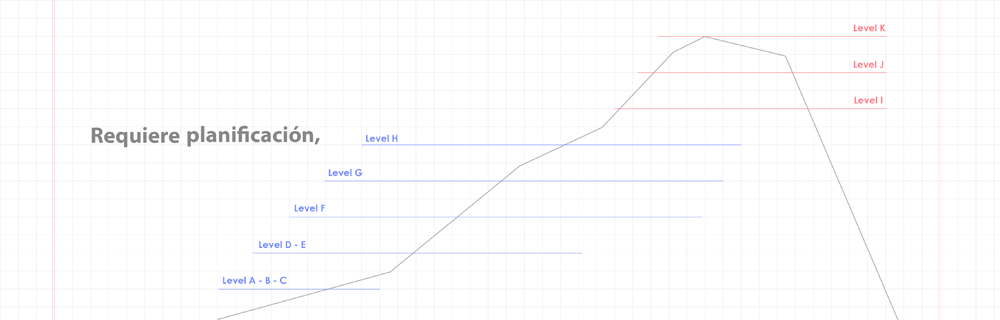 Level K
Level J
Level I
Requiere planificación,
Level H
Level G
Level F
Level D - E
Level A - B - C